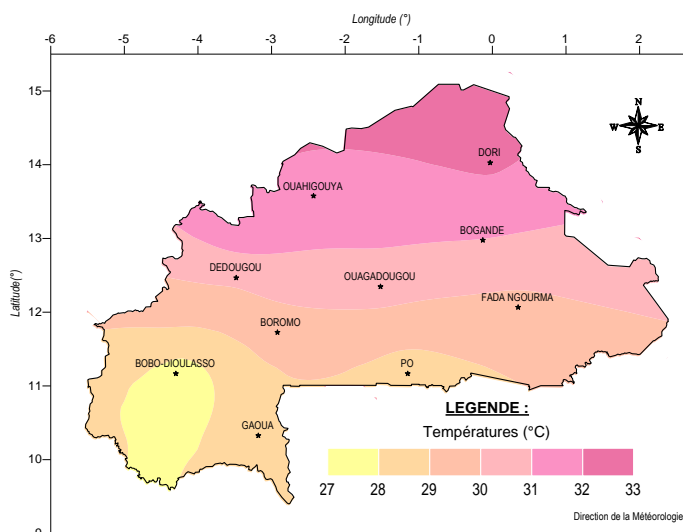 Longitude (°)
-6 -5 -4 -3 -2 -1 0 1 2
15
14
13
12
11
10
9
Latitude(°)
N
W E
S
DORI
OUAHIGOUYA
BOGANDE
DEDOUGOU
OUAGADOUGOU
FADA NGOURMA
BOROMO
BOBO-DIOULASSO
PO
GAOUA
LEGENDE :
Températures (°C)
27 28 29 30 31 32 33
Direction de la Météorologie